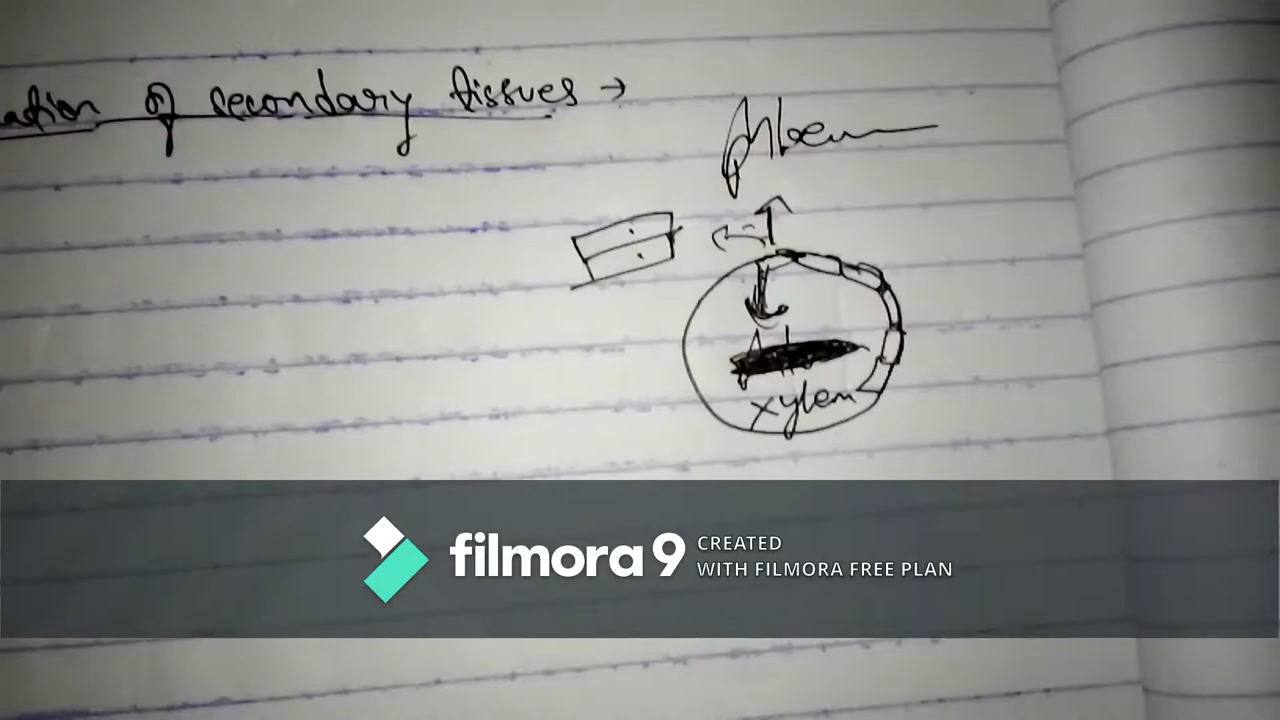 ation of secondary tissues →
phloem
xylem
filmora 9 CREATED
WITH FILMORA FREE PLAN